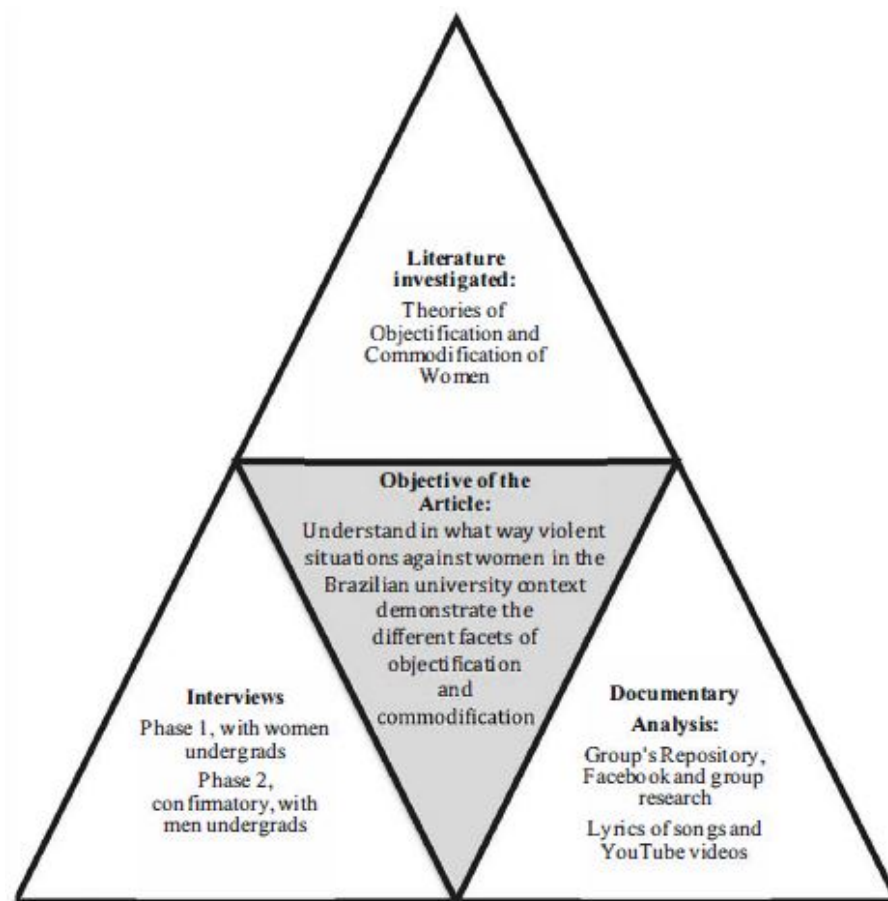 Literature
investigated:
Theories of
Objectification and
Commodification of
Women
Objective of the
Article:
Understand in what way violent
situations against women in the
Brazilian university context
demonstrate the
different facets of
objectification
and
commodification
Interviews
Phase 1, with women
undergrads
Phase 2,
confirmatory, with
men undergrads
Documentary
Analysis:
Group's Repository,
Facebook and group
research
Lyrics of songs and
YouTube videos